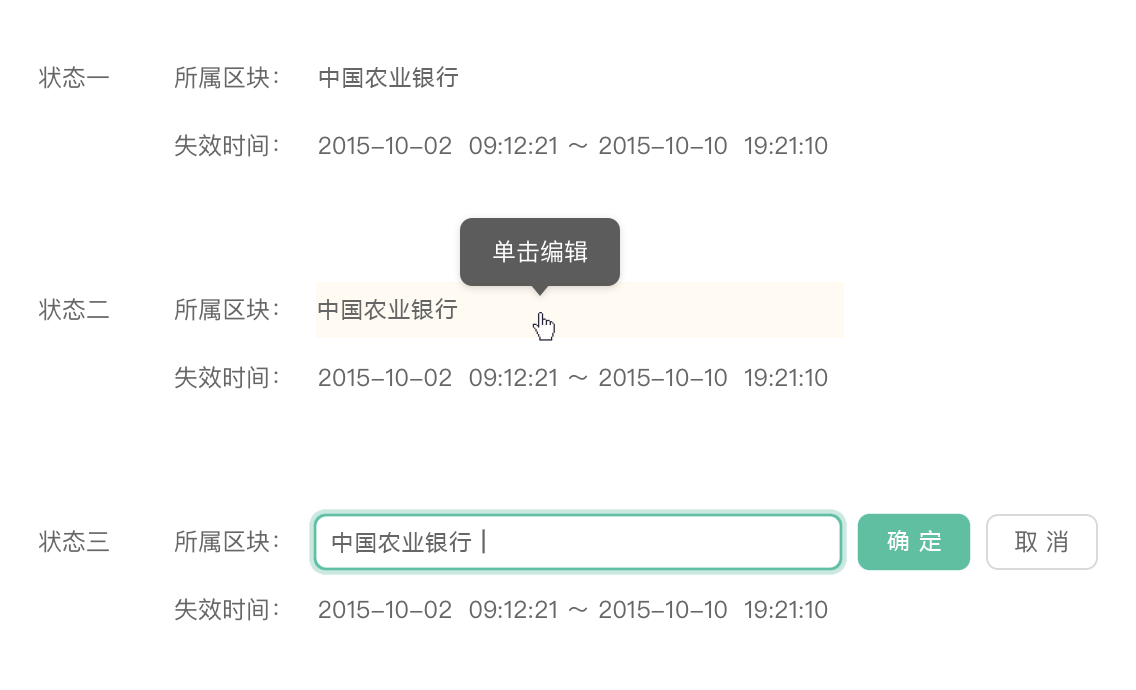 状态一 所属区块： 中国农业银行
失效时间： 2015-10-02 09:12:21 ～ 2015-10-10 19:21:10
单击编辑
状态二 所属区块： 中国农业银行
失效时间： 2015-10-02 09:12:21 ～ 2015-10-10 19:21:10
状态三 所属区块： 中国农业银行 确 定 取 消
失效时间： 2015-10-02 09:12:21 ～ 2015-10-10 19:21:10